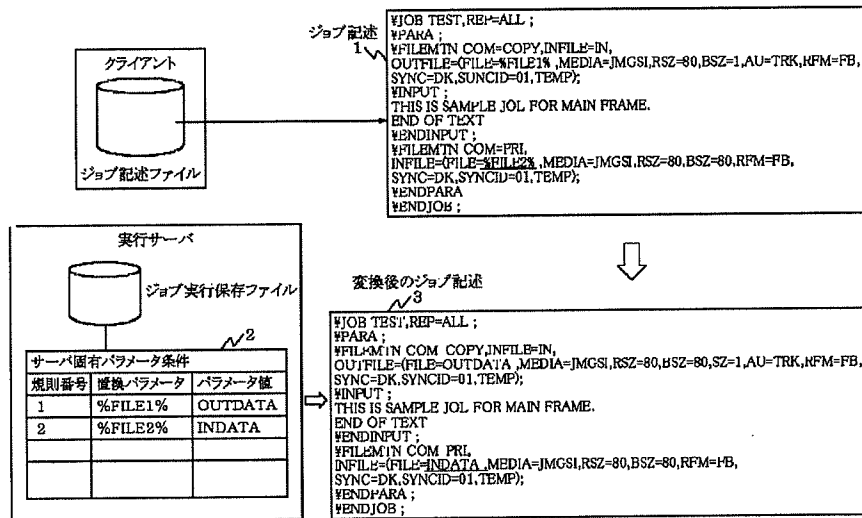 クライアント
ジョブ記述ファイル
ジョブ記述
1
¥JOB TEST,REP=ALL ;
¥PARA ;
¥FILEMTN COM=COPY,INFILE=IN,
OUTFILE=(FILE=%FILE1% ,MEDIA=JMGSI,RSZ=80,BSZ=1,AU=TRK,RFM=FB,
SYNC=DK,SUNCID=01,TEMP);
¥INPUT ;
THIS IS SAMPLE JOL FOR MAIN FRAME.
END OF TEXT
¥ENDINPUT ;
¥FILEMTN COM=PRI,
INFILE=(FILE=%FILE2% ,MEDIA=JMGSI,RSZ=80,BSZ=80,RFM=FB,
SYNC=DK,SYNCID=01,TEMP);
¥ENDPARA
¥ENDJOB ;
実行サーバ
ジョブ実行保存ファイル
2
サーバ固有パラメータ条件
規則番号 置換パラメータ パラメータ値
1 %FILE1% OUTDATA
2 %FILE2% INDATA
変換後のジョブ記述
3
¥JOB TEST,REP=ALL ;
¥PARA ;
¥FILEMTN COM COPY,INFILE=IN,
OUTFILE=(FILE=OUTDATA ,MEDIA=JMGSI,RSZ=80,BSZ=80,SZ=1,AU=TRK,RFM=FB,
SYNC=DK,SYNCID=01,TEMP);
¥INPUT ;
THIS IS SAMPLE JOL FOR MAIN FRAME.
END OF TEXT
¥ENDINPUT ;
¥FILEMTN COM PRI,
INFILE=(FILE=INDATA ,MEDIA=JMGSI,RSZ=80,BSZ=80,RFM=FB,
SYNC=DK,SYNCID=01,TEMP);
¥ENDPARA ;
¥ENDJOB ;